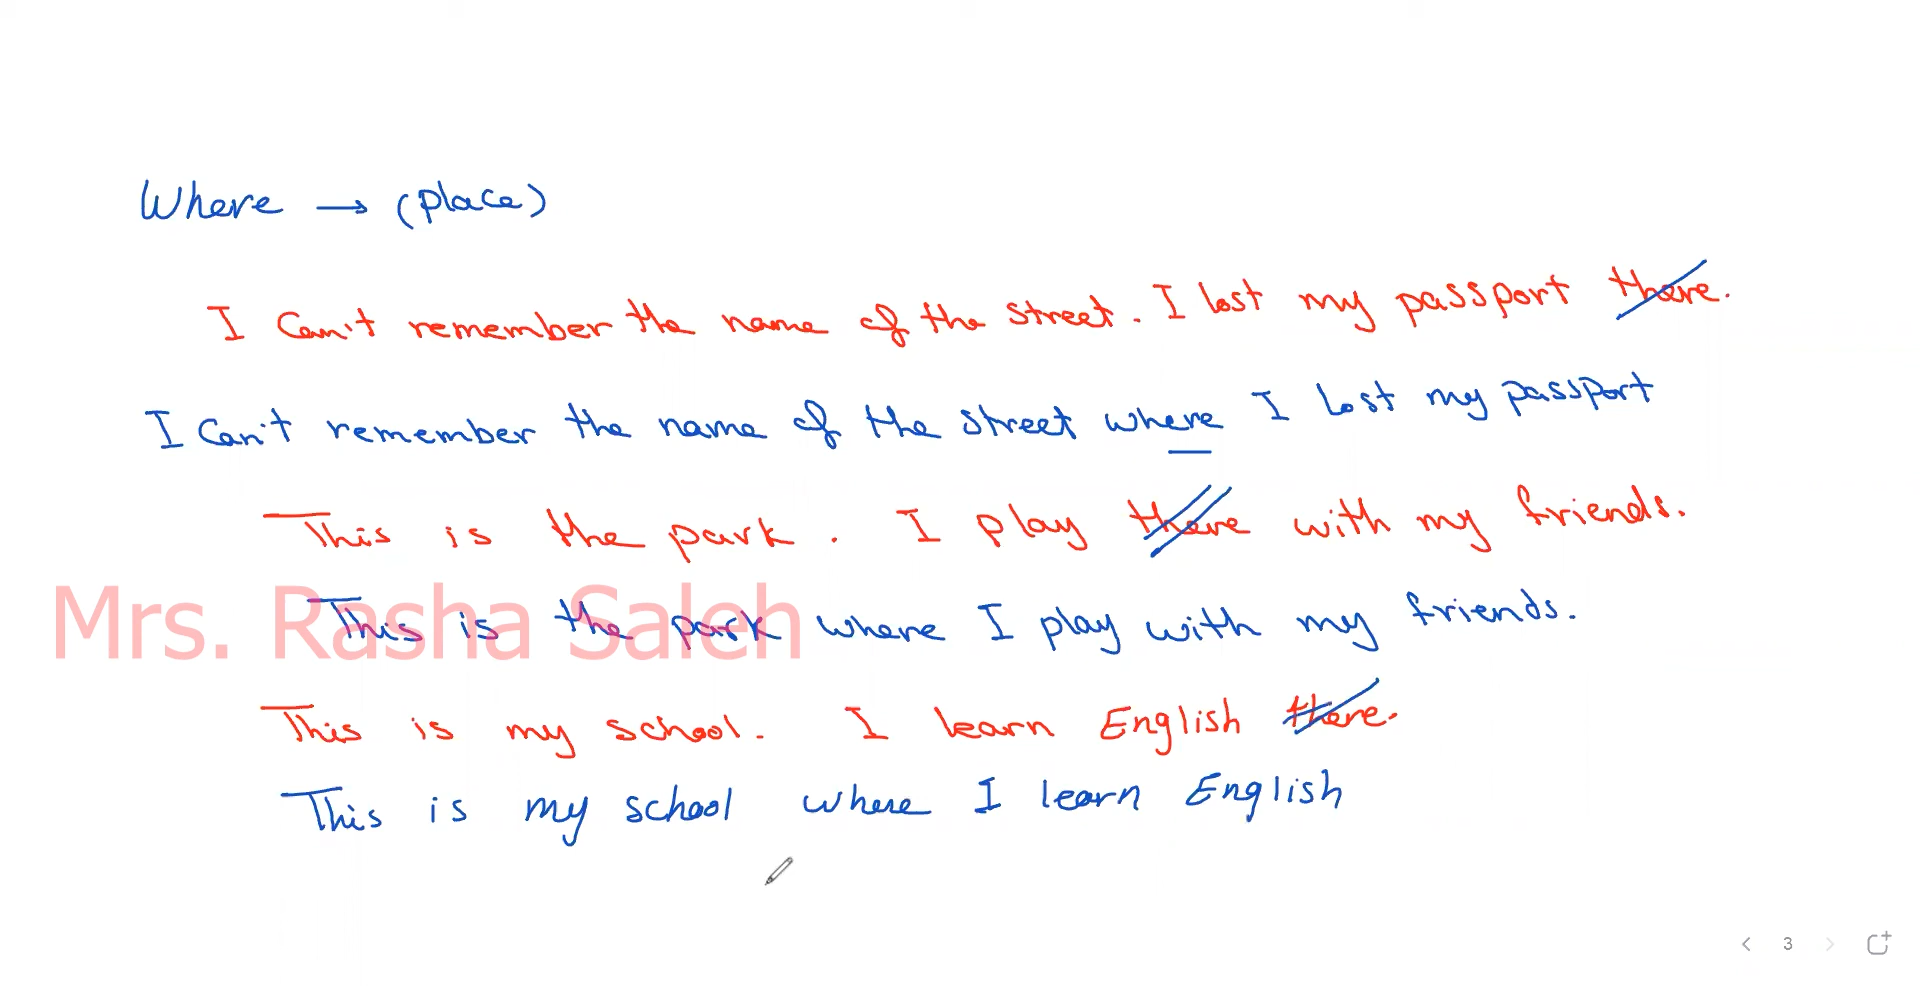 Where → (place)
I can't remember the name of the street. I lost my passport there.
I can't remember the name of the street where I lost my passport
This is the park. I play there with my friends.
Mrs. Rasha Saleh
This is the park where I play with my friends.
This is my school. I learn English there.
This is my school where I learn English
3